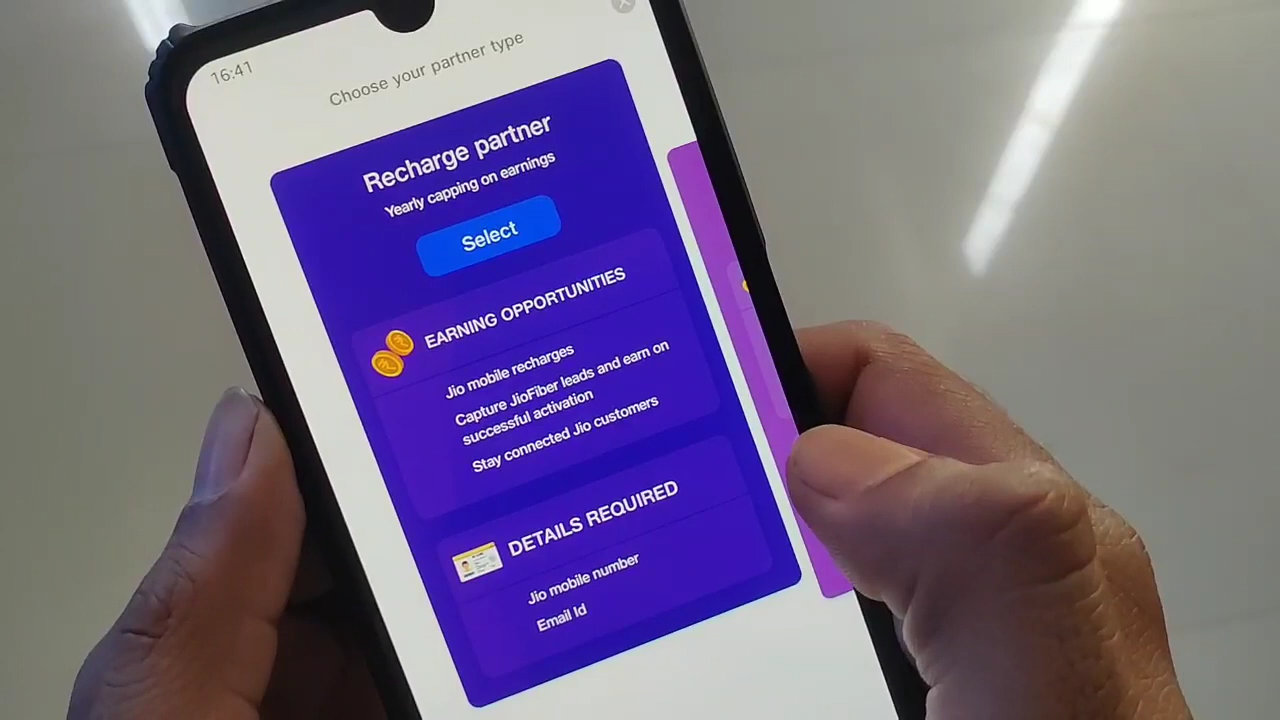 16:41
Choose your partner type
Recharge partner
Yearly capping on earnings
Select
EARNING OPPORTUNITIES
Jio mobile recharges
Capture JioFiber leads and earn on
successful activation
Stay connected Jio customers
DETAILS REQUIRED
Jio mobile number
Email Id